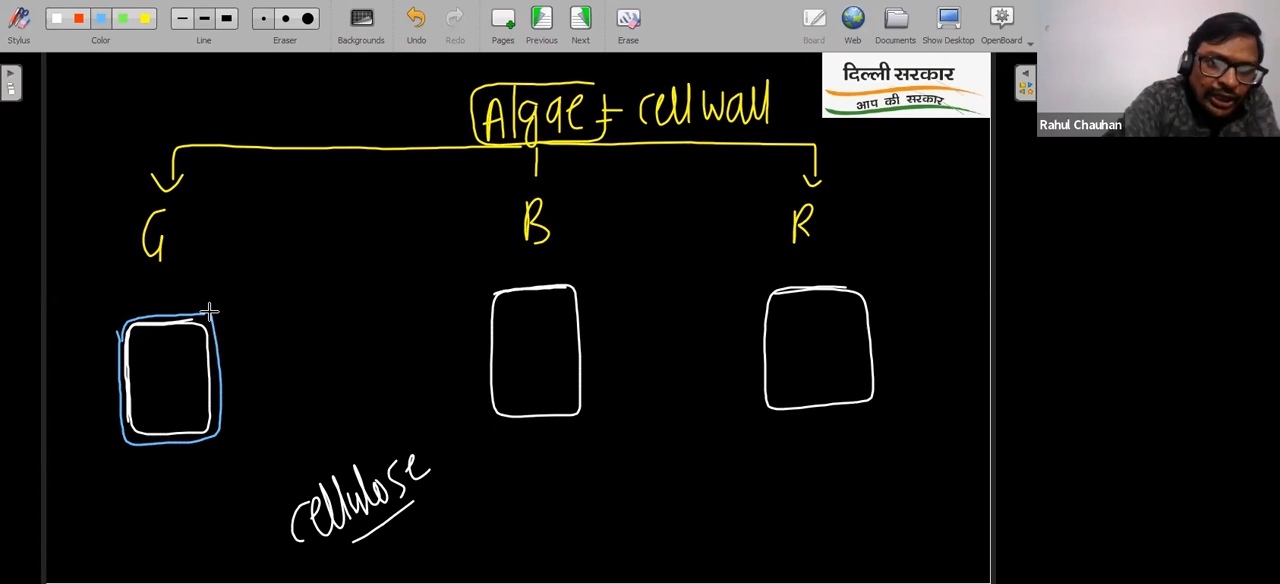 Stylus
Color
Line
Eraser
Backgrounds
Undo
Redo
Pages
Previous
Next
Erase
Board
Web
Documents
Show Desktop
OpenBoard
Rahul Chauhan
दिल्ली सरकार
आप की सरकार
Algae - cell wall
G
B
R
cellulose